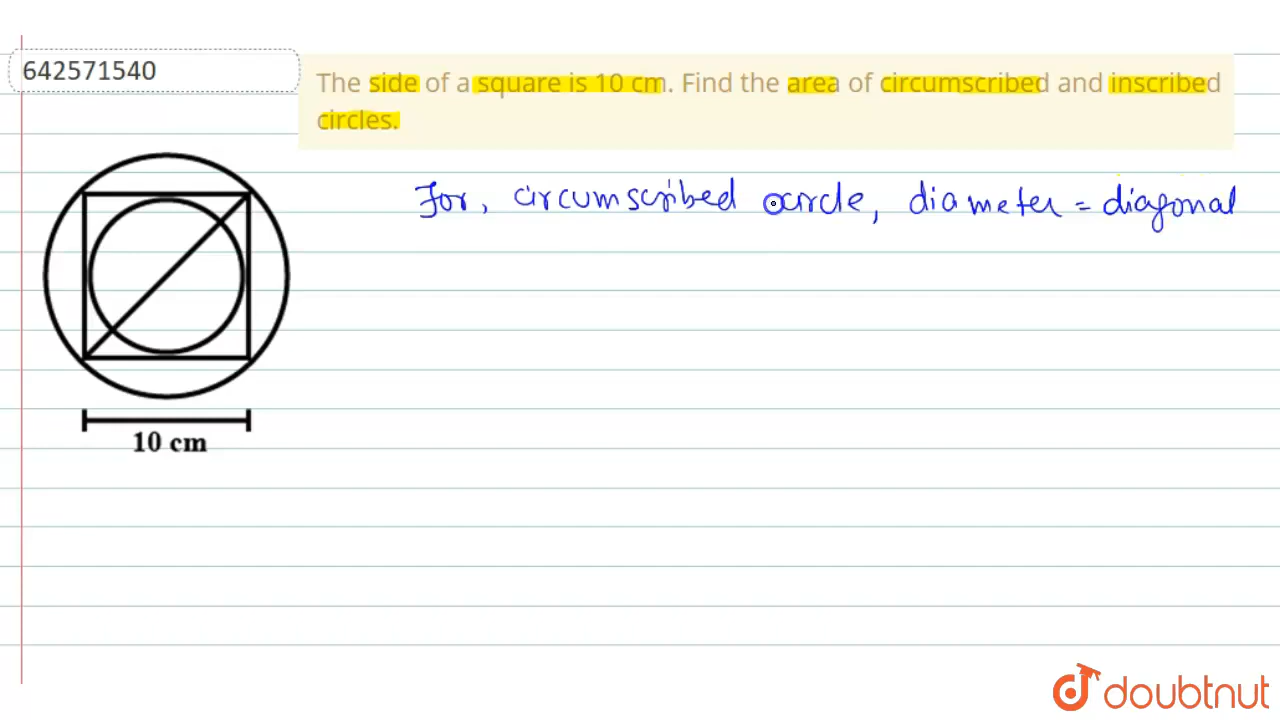 642571540
The side of a square is 10 cm. Find the area of circumscribed and inscribed
circles.
For, circumscribed circle, diameter = diagonal
10 cm
doubtnut